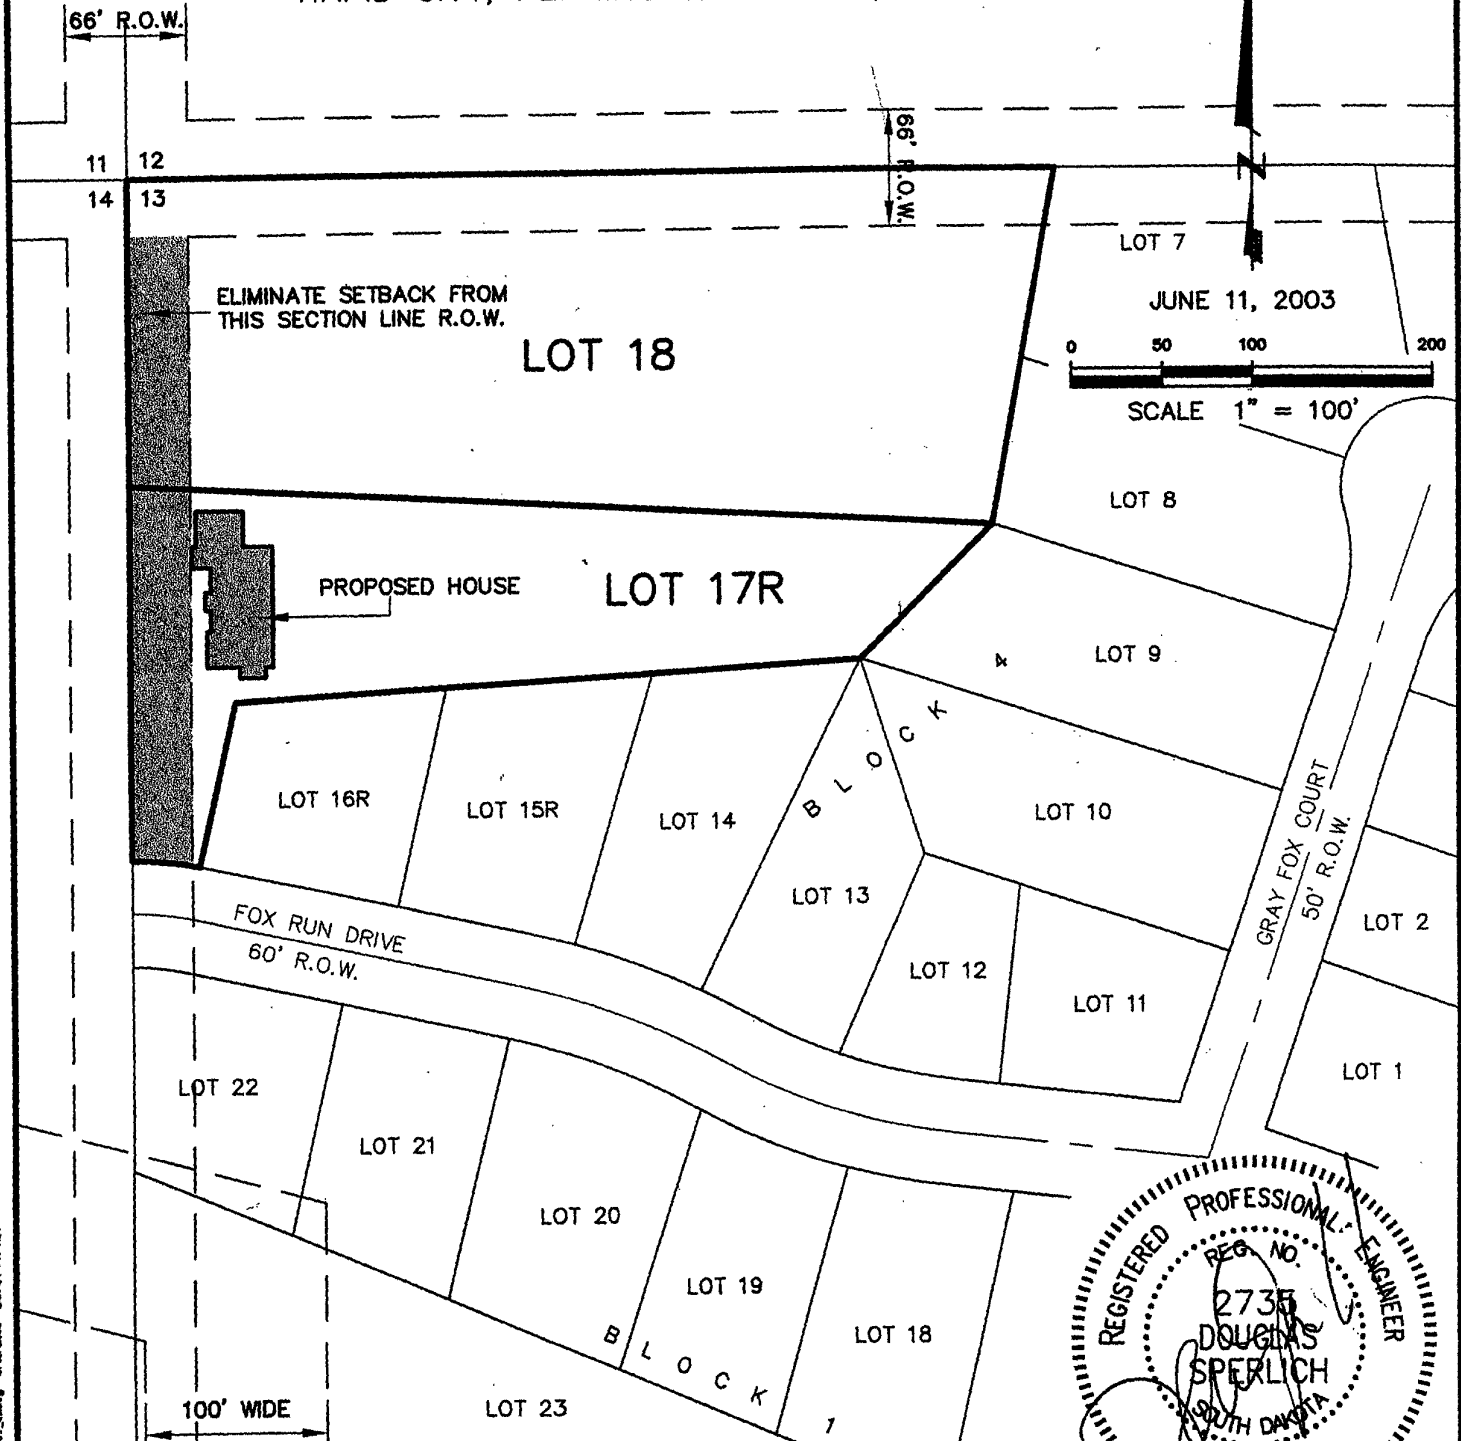 66' R.O.W.
66' R.O.W.
11 12
14 13
N
LOT 7
ELIMINATE SETBACK FROM
THIS SECTION LINE R.O.W.
JUNE 11, 2003
LOT 18
0 50 100 200
SCALE 1" = 100'
LOT 8
PROPOSED HOUSE
LOT 17R
LOT 9
BLOCK 4
LOT 16R
LOT 15R
LOT 14
LOT 10
GRAY FOX COURT
50' R.O.W.
LOT 13
LOT 2
FOX RUN DRIVE
60' R.O.W.
LOT 12
LOT 11
LOT 1
LOT 22
LOT 21
LOT 20
LOT 19
LOT 18
BLOCK 1
LOT 23
100' WIDE
REGISTERED PROFESSIONAL ENGINEER
REG. NO.
2735
DOUGLAS
SPERLICH
SOUTH DAKOTA